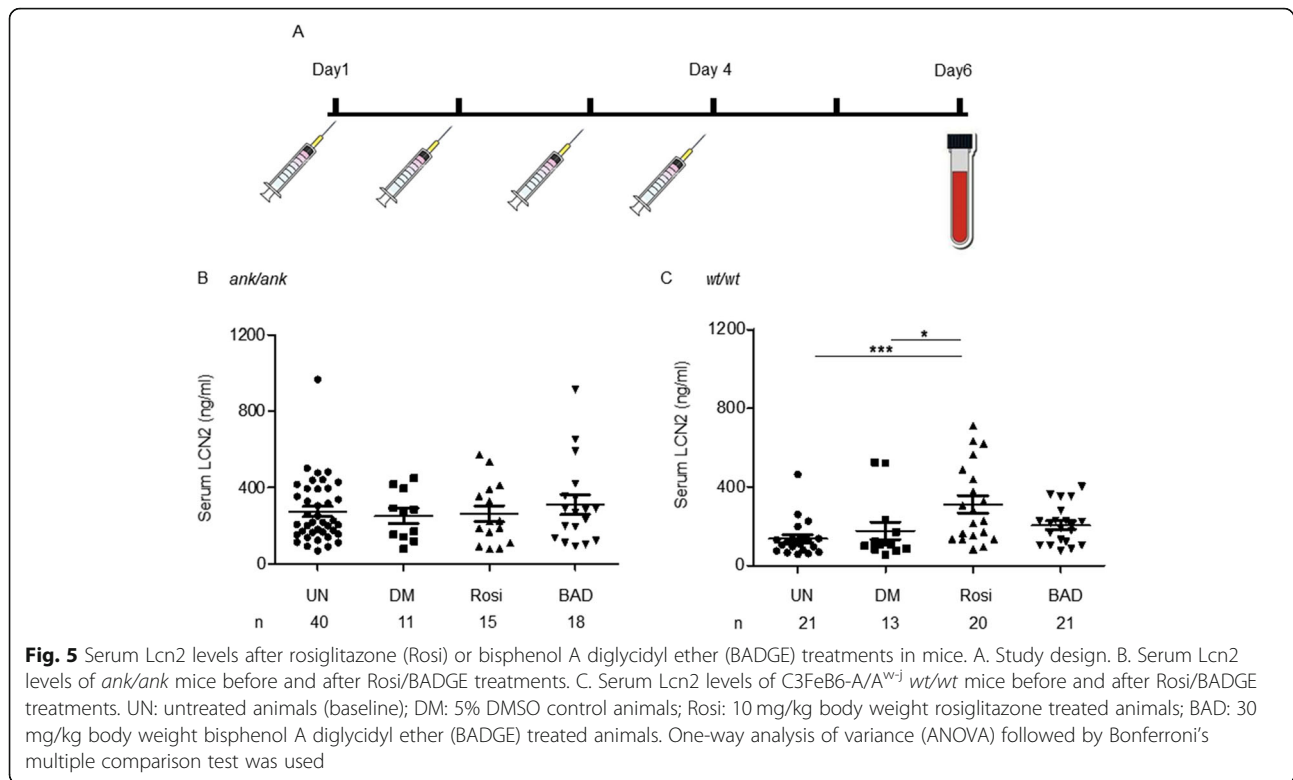 A
Day1 Day 4 Day6
B ank/ank
C wt/wt
Serum LCN2 (ng/ml)
1200
800
400
0
UN DM Rosi BAD
n 40 11 15 18
Serum LCN2 (ng/ml)
1200
800
400
0
*
***
UN DM Rosi BAD
n 21 13 20 21
Fig. 5 Serum Lcn2 levels after rosiglitazone (Rosi) or bisphenol A diglycidyl ether (BADGE) treatments in mice. A. Study design. B. Serum Lcn2
levels of ank/ank mice before and after Rosi/BADGE treatments. C. Serum Lcn2 levels of C3FeB6-A/A^w-j wt/wt mice before and after Rosi/BADGE
treatments. UN: untreated animals (baseline); DM: 5% DMSO control animals; Rosi: 10 mg/kg body weight rosiglitazone treated animals; BAD: 30
mg/kg body weight bisphenol A diglycidyl ether (BADGE) treated animals. One-way analysis of variance (ANOVA) followed by Bonferroni's
multiple comparison test was used